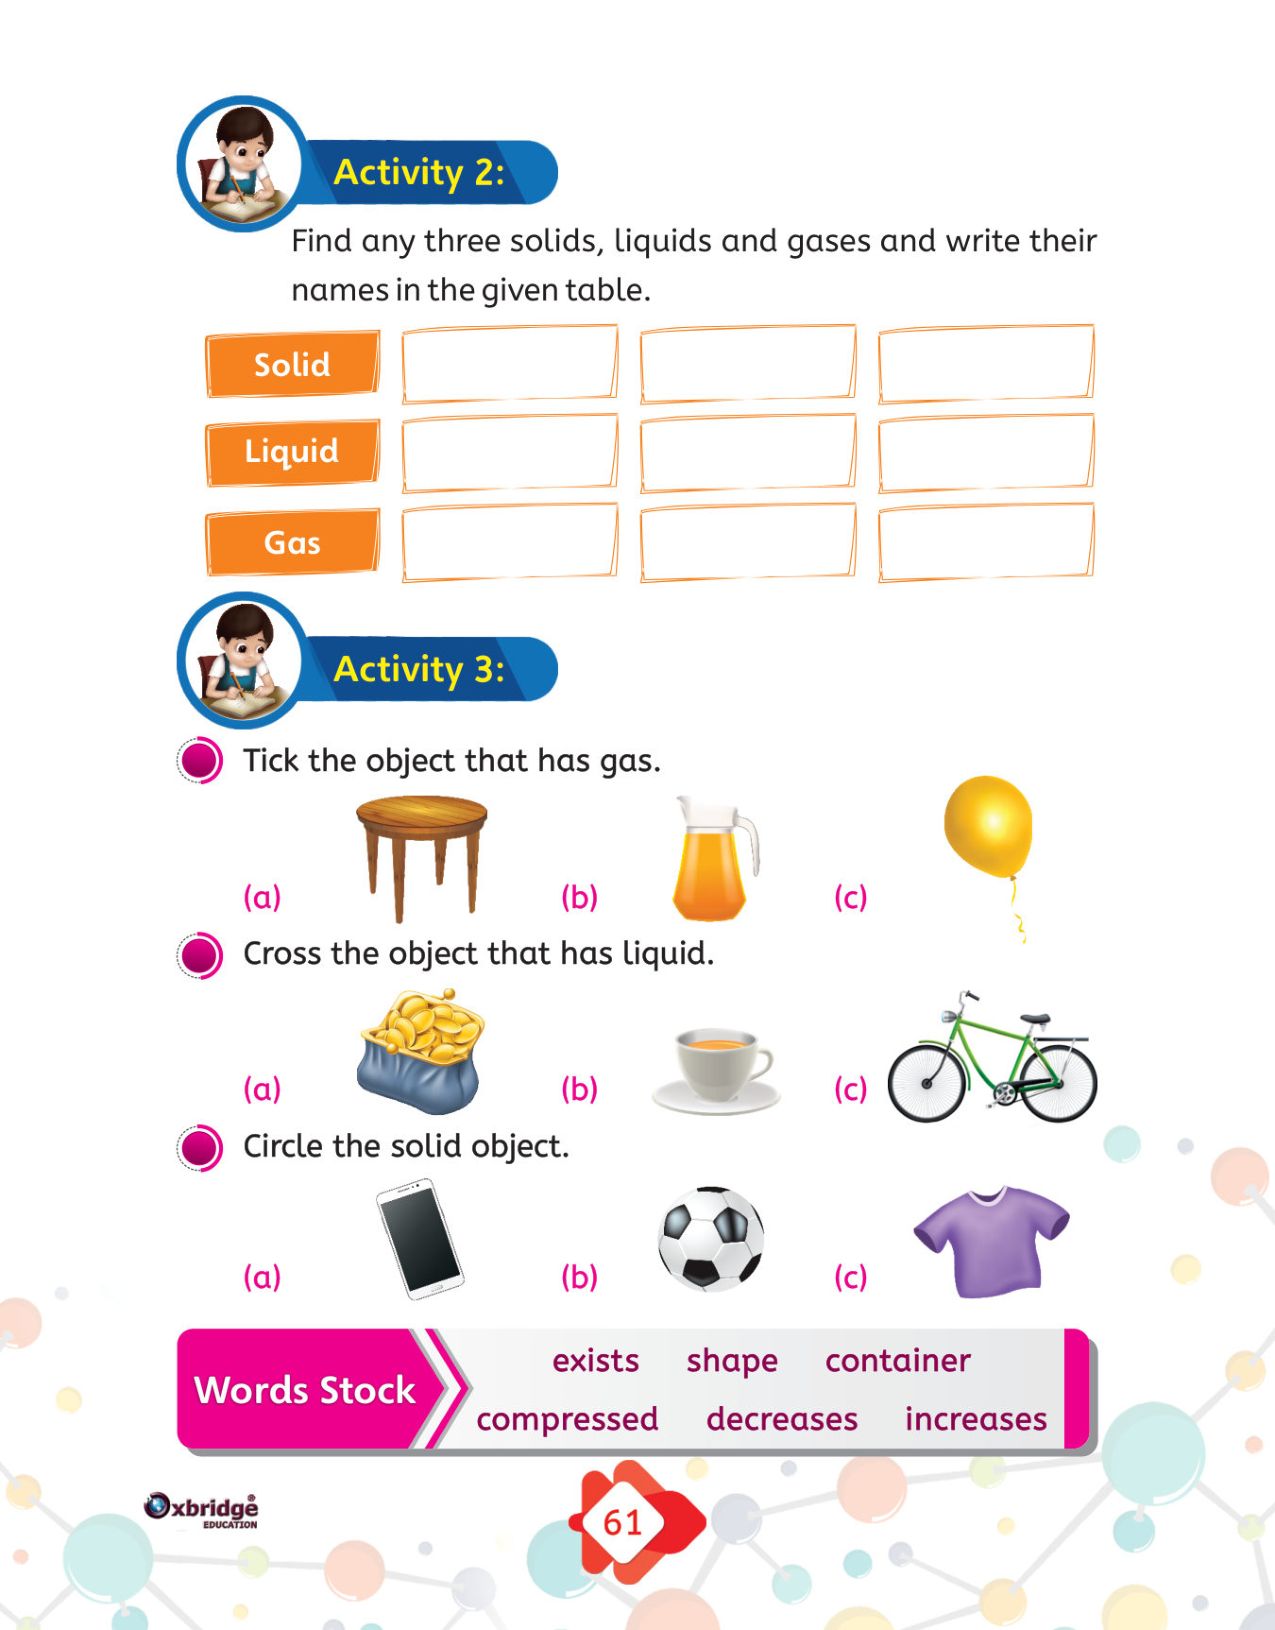 Activity 2:
Find any three solids, liquids and gases and write their
names in the given table.
Solid
Liquid
Gas
Activity 3:
Tick the object that has gas.
(a) (b) (c)
Cross the object that has liquid.
(a) (b) (c)
Circle the solid object.
(a) (b) (c)
Words Stock
exists shape container
compressed decreases increases
Oxbridge®
EDUCATION
61